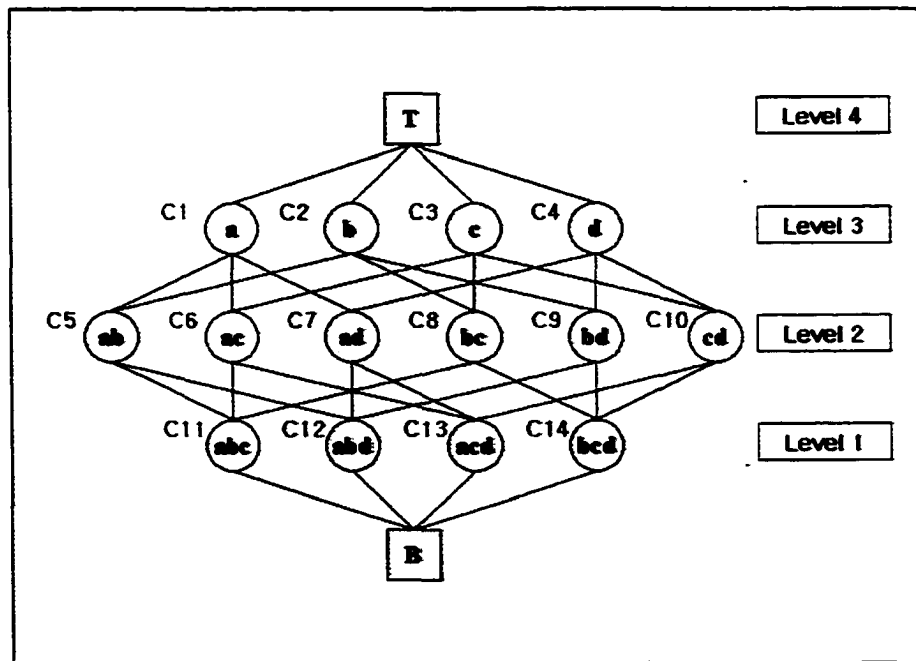 T Level 4
C1 a C2 b C3 c C4 d Level 3
C5 ab C6 ac C7 ad C8 bc C9 bd C10 cd Level 2
C11 abc C12 abd C13 acd C14 bcd Level 1
B